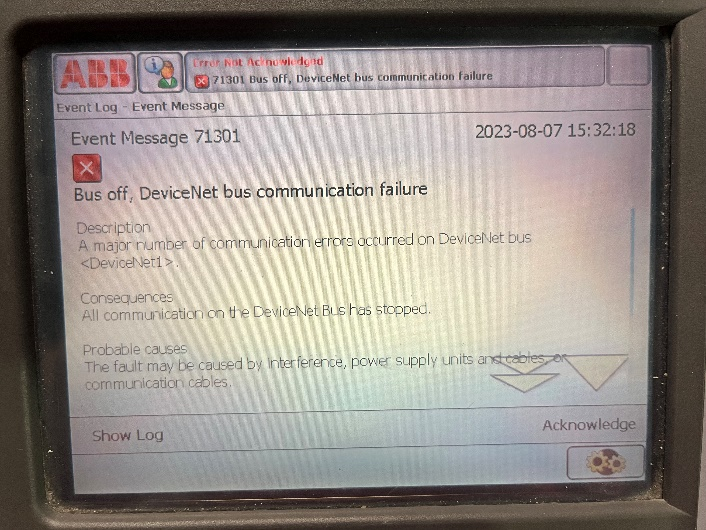 ABB
Error Not Acknowledged
71301 Bus off, DeviceNet bus communication failure
Event Log - Event Message
Event Message 71301
2023-08-07 15:32:18
Bus off, DeviceNet bus communication failure
Description
A major number of communication errors occurred on DeviceNet bus
<DeviceNet1>.
Consequences
All communication on the DeviceNet Bus has stopped.
Probable causes
The fault may be caused by interference, power supply units and cables, or
communication cables.
Show Log
Acknowledge